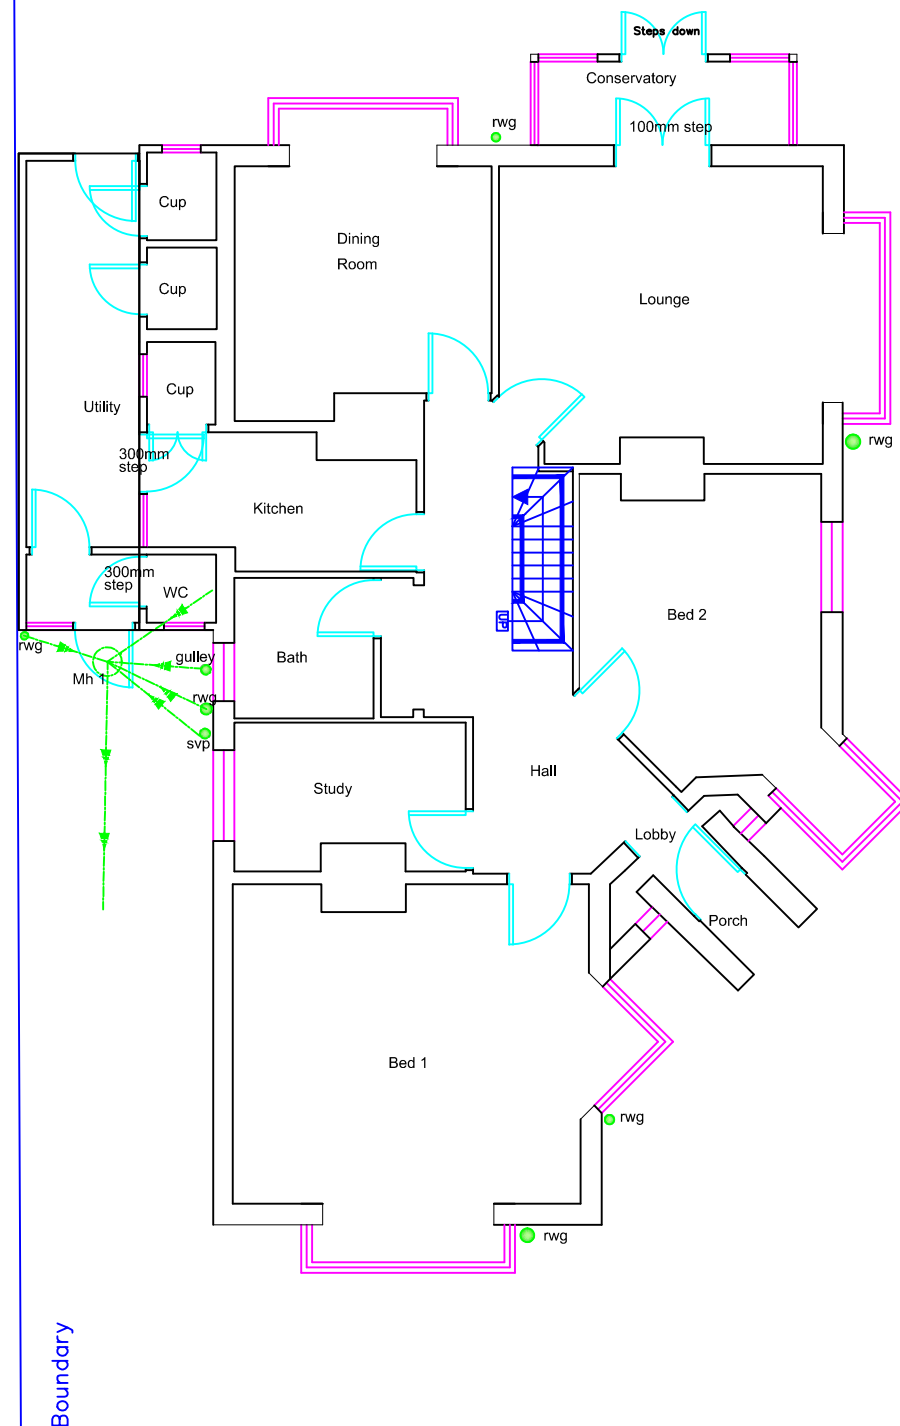 Steps down
Conservatory
rwg
100mm step
Cup
Dining
Room
Cup
Lounge
Cup
Utility
rwg
300mm
step
Kitchen
300mm
step
WC
Bed 2
UP
rwg
gulley
Bath
Mh 1
rwg
svp
Hall
Study
Lobby
Porch
Bed 1
rwg
rwg
Boundary